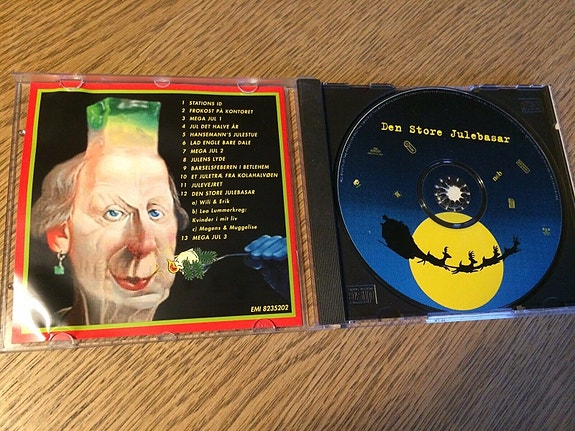 1 STATIONS ID
2 FROKOST PÅ KONTORET
3 MEGA JUL 1
4 JUL DET HALVE ÅR
5 HANSEMANN'S JULESTUE
6 LAD ENGLE BARE DALE
7 MEGA JUL 2
8 JULENS LYDE
9 BARSELSFEBEREN I BETLEHEM
10 ET JULETRÆ FRA KOLAHALVØEN
11 JULEVEJRET
12 DEN STORE JULEBASAR
a) Will & Erik
b) Leo Lummerkrog:
Kvinder i mit liv
c) Mogens & Muggelise
13 MEGA JUL 3
EMI 8235202
Den Store Julebasar
n©b